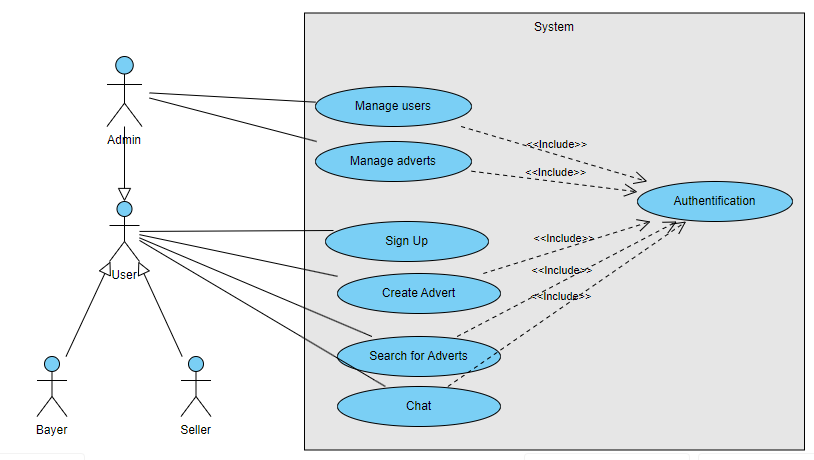 System
Admin
Manage users
<<Include>>
Manage adverts
<<Include>>
Authentification
User
Sign Up
<<Include>>
Create Advert
<<Include>>
<<Include>>
Search for Adverts
Chat
Bayer
Seller